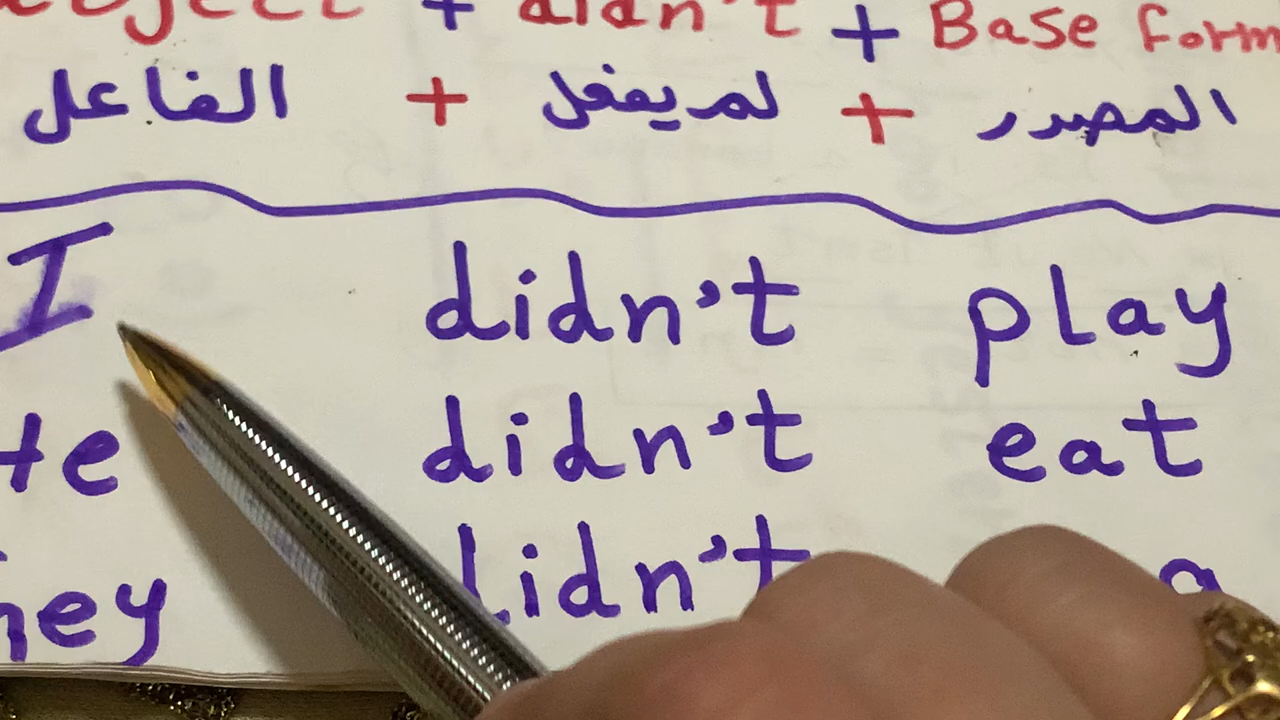 + didn't + Base form
الفاعل + لم يفعل + المصدر
I didn't play
didn't eat
didn't